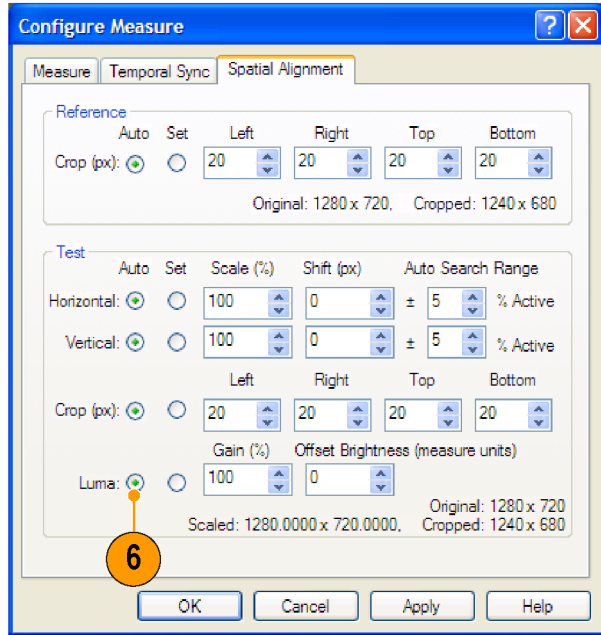 Configure Measure
Measure Temporal Sync Spatial Alignment
Reference
Auto Set Left Right Top Bottom
Crop (px): 20 20 20 20
Original: 1280 x 720, Cropped: 1240 x 680
Test
Auto Set Scale (%) Shift (px) Auto Search Range
Horizontal: 100 0 ± 5 % Active
Vertical: 100 0 ± 5 % Active
Left Right Top Bottom
Crop (px): 20 20 20 20
Gain (%) Offset Brightness (measure units)
Luma: 100 0
Original: 1280 x 720
Scaled: 1280.0000 x 720.0000, Cropped: 1240 x 680
6
OK Cancel Apply Help